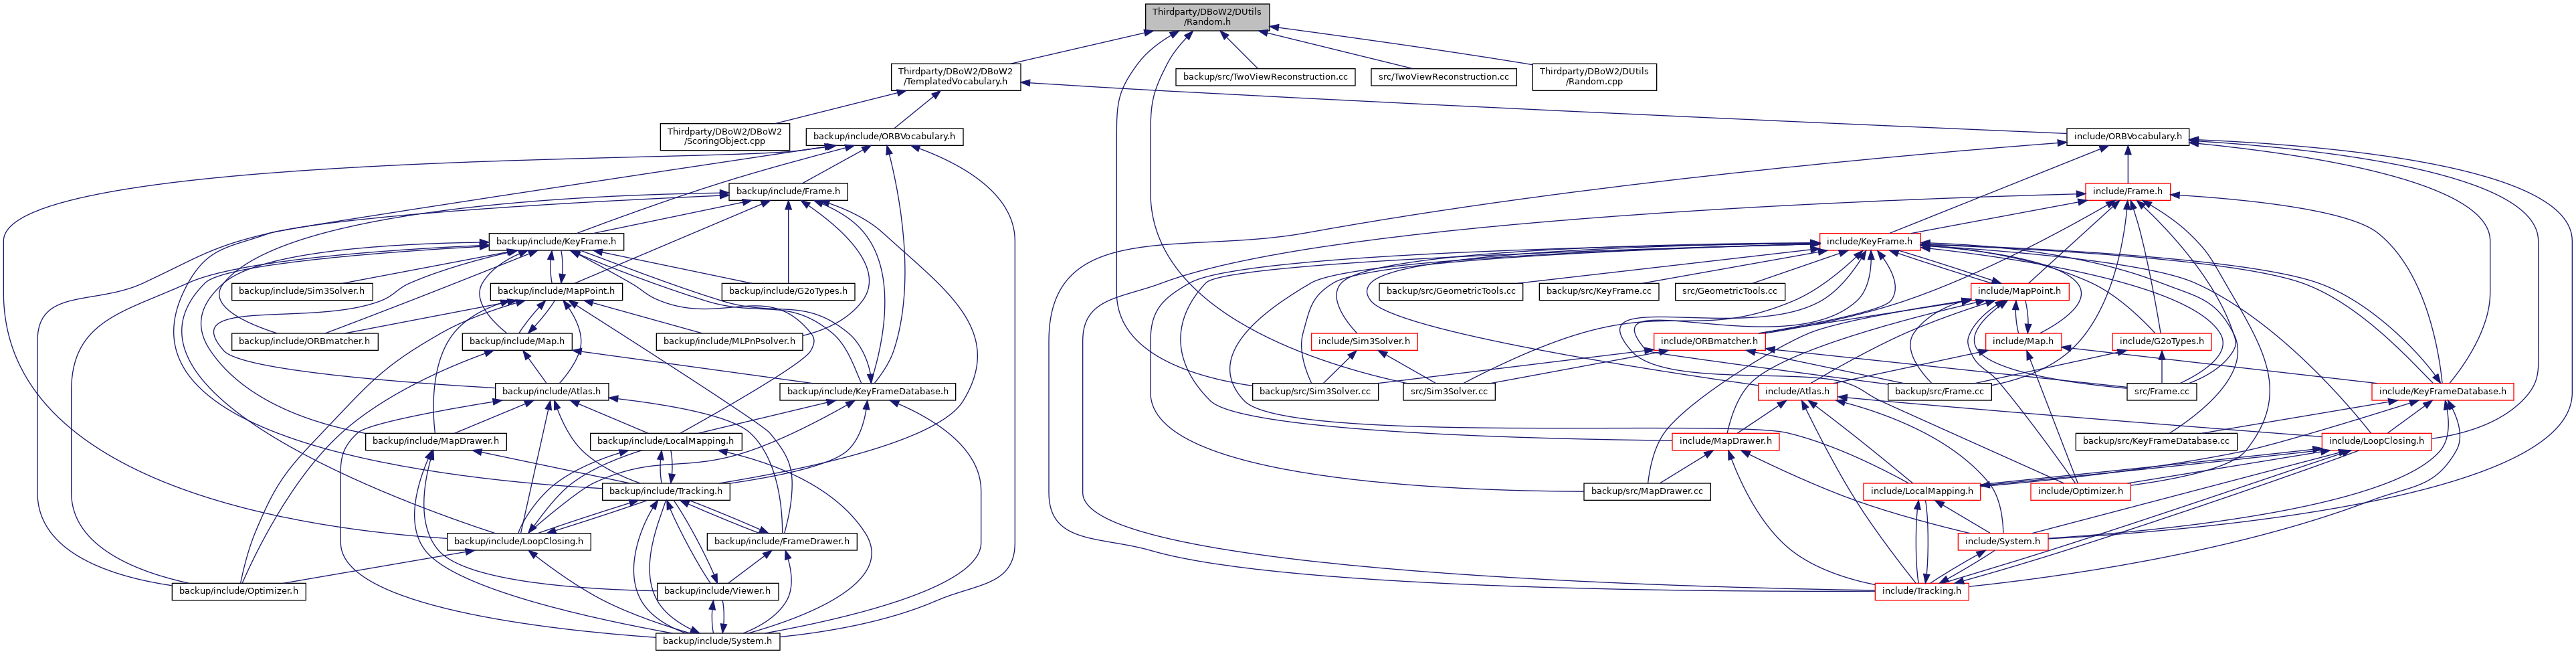 Thirdparty/DBoW2/DUtils
/Random.h
Thirdparty/DBoW2/DBoW2
/TemplatedVocabulary.h
backup/src/TwoViewReconstruction.cc
src/TwoViewReconstruction.cc
Thirdparty/DBoW2/DUtils
/Random.cpp
Thirdparty/DBoW2/DBoW2
/ScoringObject.cpp
backup/include/ORBVocabulary.h
include/ORBVocabulary.h
backup/include/Frame.h
include/Frame.h
backup/include/KeyFrame.h
include/KeyFrame.h
backup/include/Sim3Solver.h
backup/include/MapPoint.h
backup/include/G2oTypes.h
backup/src/GeometricTools.cc
backup/src/KeyFrame.cc
src/GeometricTools.cc
include/MapPoint.h
backup/include/ORBmatcher.h
backup/include/Map.h
backup/include/MLPnPsolver.h
include/Sim3Solver.h
include/ORBmatcher.h
include/Map.h
include/G2oTypes.h
backup/include/Atlas.h
backup/include/KeyFrameDatabase.h
backup/src/Sim3Solver.cc
src/Sim3Solver.cc
include/Atlas.h
backup/src/Frame.cc
src/Frame.cc
include/KeyFrameDatabase.h
backup/include/MapDrawer.h
backup/include/LocalMapping.h
include/MapDrawer.h
backup/src/KeyFrameDatabase.cc
include/LoopClosing.h
backup/include/Tracking.h
backup/src/MapDrawer.cc
include/LocalMapping.h
include/Optimizer.h
backup/include/LoopClosing.h
backup/include/FrameDrawer.h
include/System.h
backup/include/Optimizer.h
backup/include/Viewer.h
include/Tracking.h
backup/include/System.h